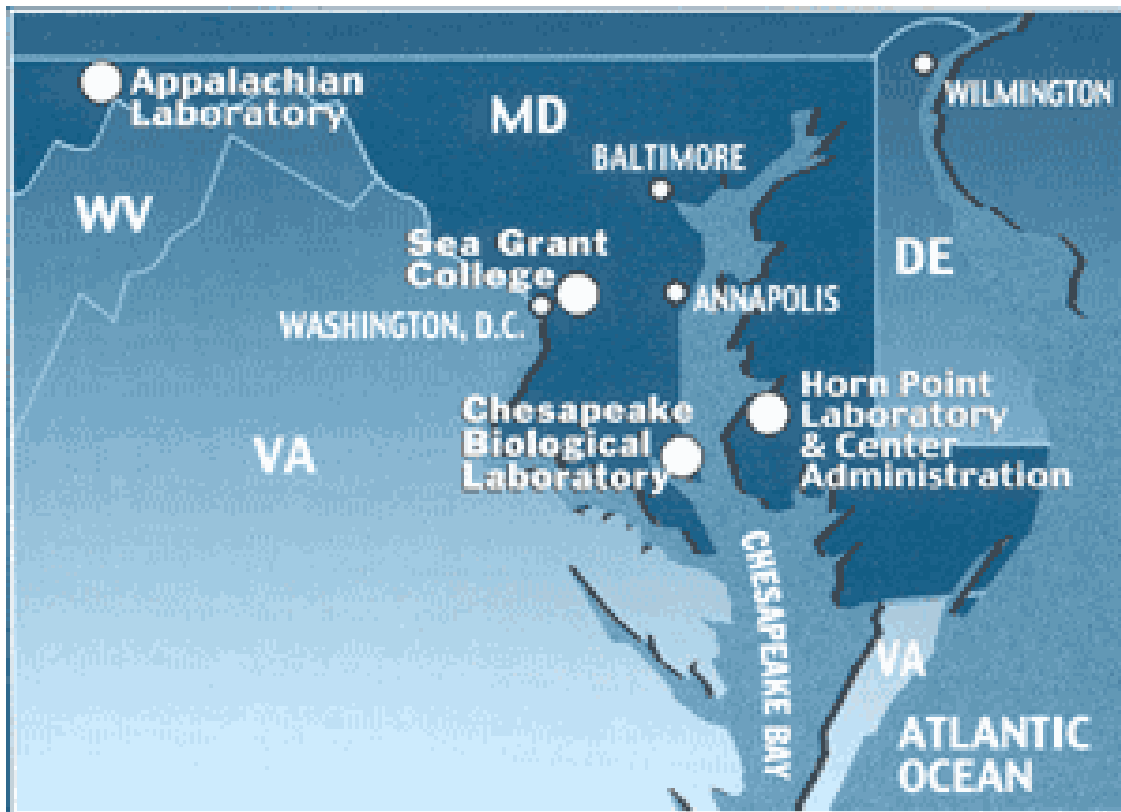 Appalachian
Laboratory
MD
WILMINGTON
BALTIMORE
WV
Sea Grant
College
DE
ANNAPOLIS
WASHINGTON, D.C.
Horn Point
Laboratory
& Center
Administration
Chesapeake
Biological
Laboratory
VA
CHESAPEAKE BAY
VA
ATLANTIC
OCEAN